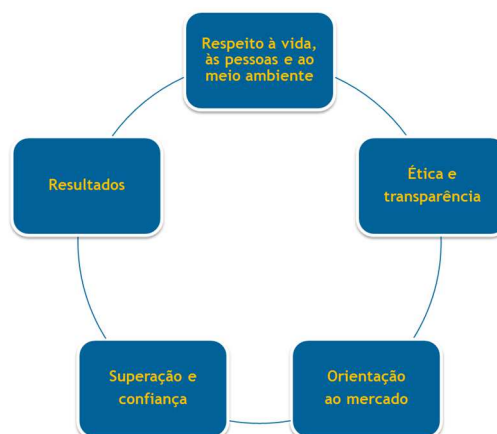 Respeito à vida,
às pessoas e ao
meio ambiente
Ética e
transparência
Orientação
ao mercado
Superação e
confiança
Resultados